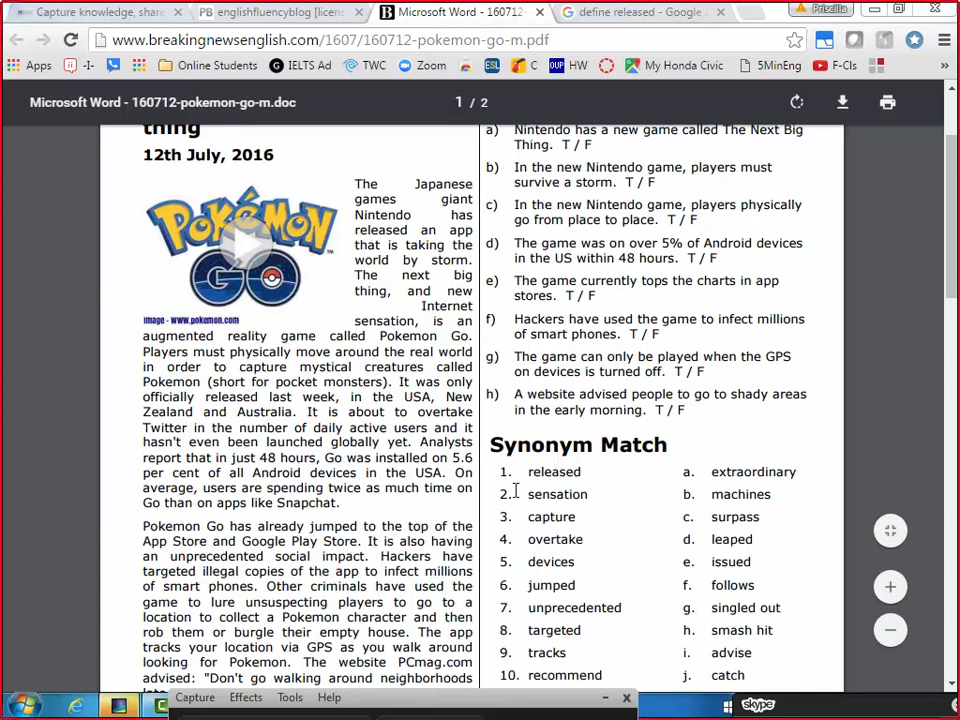 Capture knowledge, share
englishfluencyblog [licen
Microsoft Word - 160712-
define released - Google
Priscilla
www.breakingnewsenglish.com/1607/160712-pokemon-go-m.pdf
Apps
-I-
Online Students
IELTS Ad
TWC
Zoom
ESL
C
OUP
HW
My Honda Civic
5MinEng
F-Cls
Microsoft Word - 160712-pokemon-go-m.doc
1 / 2
thing
12th July, 2016
POKÉMON
GO
image - www.pokemon.com
The Japanese
games giant
Nintendo has
released an app
that is taking the
world by storm.
The next big
thing, and new
Internet
sensation, is an
augmented reality game called Pokemon Go.
Players must physically move around the real world
in order to capture mystical creatures called
Pokemon (short for pocket monsters). It was only
officially released last week, in the USA, New
Zealand and Australia. It is about to overtake
Twitter in the number of daily active users and it
hasn't even been launched globally yet. Analysts
report that in just 48 hours, Go was installed on 5.6
per cent of all Android devices in the USA. On
average, users are spending twice as much time on
Go than on apps like Snapchat.
Pokemon Go has already jumped to the top of the
App Store and Google Play Store. It is also having
an unprecedented social impact. Hackers have
targeted illegal copies of the app to infect millions
of smart phones. Other criminals have used the
game to lure unsuspecting players to go to a
location to collect a Pokemon character and then
rob them or burgle their empty house. The app
tracks your location via GPS as you walk around
looking for Pokemon. The website PCmag.com
advised: "Don't go walking around neighborhoods
a) Nintendo has a new game called The Next Big
Thing. T / F
b) In the new Nintendo game, players must
survive a storm. T / F
c) In the new Nintendo game, players physically
go from place to place. T / F
d) The game was on over 5% of Android devices
in the US within 48 hours. T / F
e) The game currently tops the charts in app
stores. T / F
f) Hackers have used the game to infect millions
of smart phones. T / F
g) The game can only be played when the GPS
on devices is turned off. T / F
h) A website advised people to go to shady areas
in the early morning. T / F
Synonym Match
1. released a. extraordinary
2. sensation b. machines
3. capture c. surpass
4. overtake d. leaped
5. devices e. issued
6. jumped f. follows
7. unprecedented g. singled out
8. targeted h. smash hit
9. tracks i. advise
10. recommend j. catch
Capture Effects Tools Help
skype